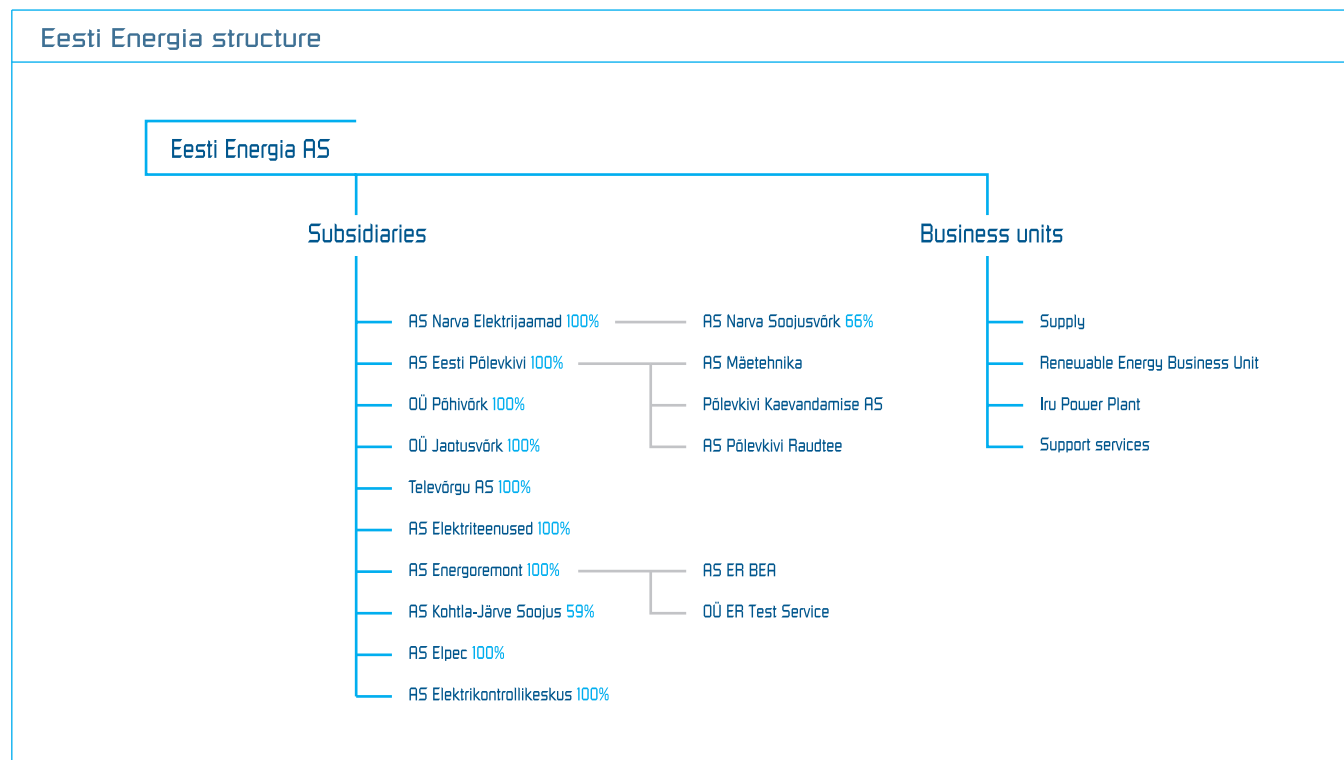 Eesti Energia structure
Eesti Energia AS
Subsidiaries
Business units
AS Narva Elektrijaamad 100%
AS Narva Soojusvõrk 66%
Supply
AS Eesti Põlevkivi 100%
AS Mäetehnika
Renewable Energy Business Unit
OÜ Põhivõrk 100%
Põlevkivi Kaevandamise AS
Iru Power Plant
OÜ Jaotusvõrk 100%
AS Põlevkivi Raudtee
Support services
Televõrgu AS 100%
AS Elektriteenused 100%
AS Energoremont 100%
AS ER BEA
AS Kohtla-Järve Soojus 59%
OÜ ER Test Service
AS Elpec 100%
AS Elektrikontrollikeskus 100%